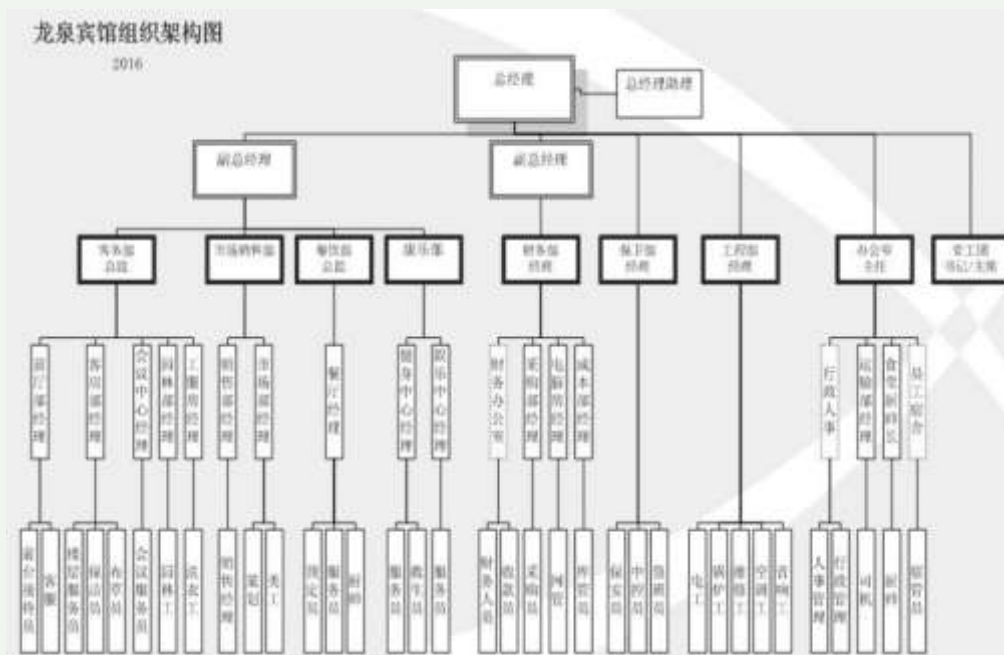 龙泉宾馆组织架构图
2016
总经理
总经理助理
副总经理
副总经理
客务部
总监
市场销售部
餐饮部
总监
康乐部
财务部
经理
保卫部
经理
工程部
经理
办公室
主任
党工团
书记/主席
前厅部经理
客房部经理
会议中心经理
园林部经理
工服房经理
销售部经理
市场部经理
餐厅经理
健身中心经理
娱乐中心经理
财务办公室
采购部经理
电脑房经理
成本部经理
行政人事
运输部经理
食堂厨师长
员工宿舍
前台接待员
客服
楼层服务员
保洁员
布草员
会议服务员
园林工
洗衣工
销售经理
策划
美工
预定员
服务员
厨师
服务员
救生员
服务员
财务人员
收款员
采购员
网管
库管员
保安员
中控员
电工
锅炉工
维修工
空调工
音响工
人事管理
行政管理
司机
厨师
宿管员